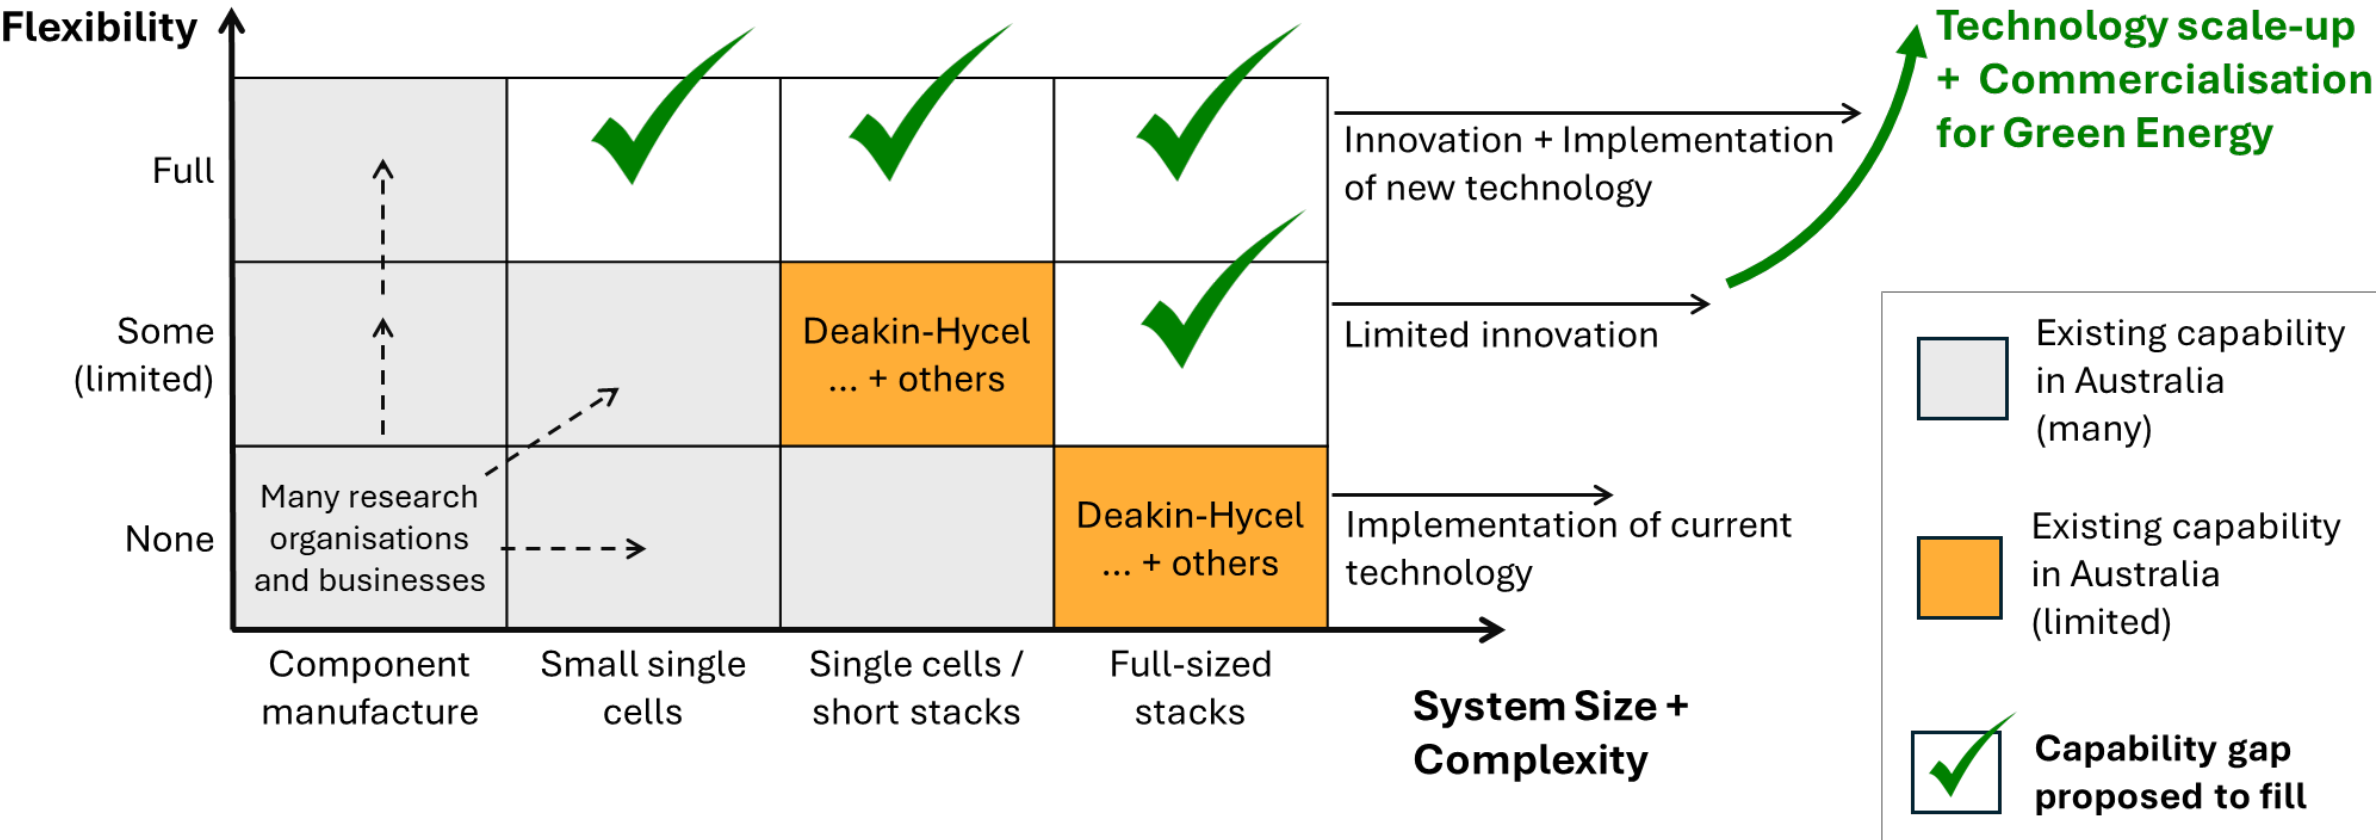 Flexibility
Technology scale-up
+ Commercialisation
for Green Energy
Full
Innovation + Implementation
of new technology
Some
(limited)
Deakin-Hycel
... + others
Limited innovation
None
Many research
organisations
and businesses
Deakin-Hycel
... + others
Implementation of current
technology
Component
manufacture
Small single
cells
Single cells /
short stacks
Full-sized
stacks
System Size +
Complexity
Existing capability
in Australia
(many)
Existing capability
in Australia
(limited)
Capability gap
proposed to fill